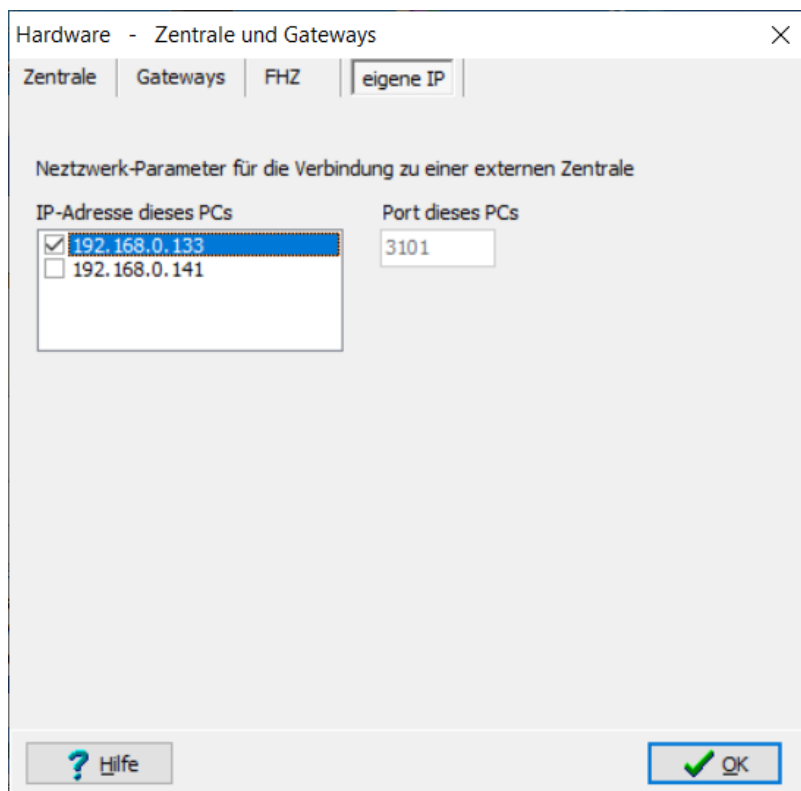 Hardware - Zentrale und Gateways
Zentrale Gateways FHZ eigene IP
Neztzwerk-Parameter für die Verbindung zu einer externen Zentrale
IP-Adresse dieses PCs Port dieses PCs
192.168.0.133 3101
192.168.0.141
? Hilfe OK